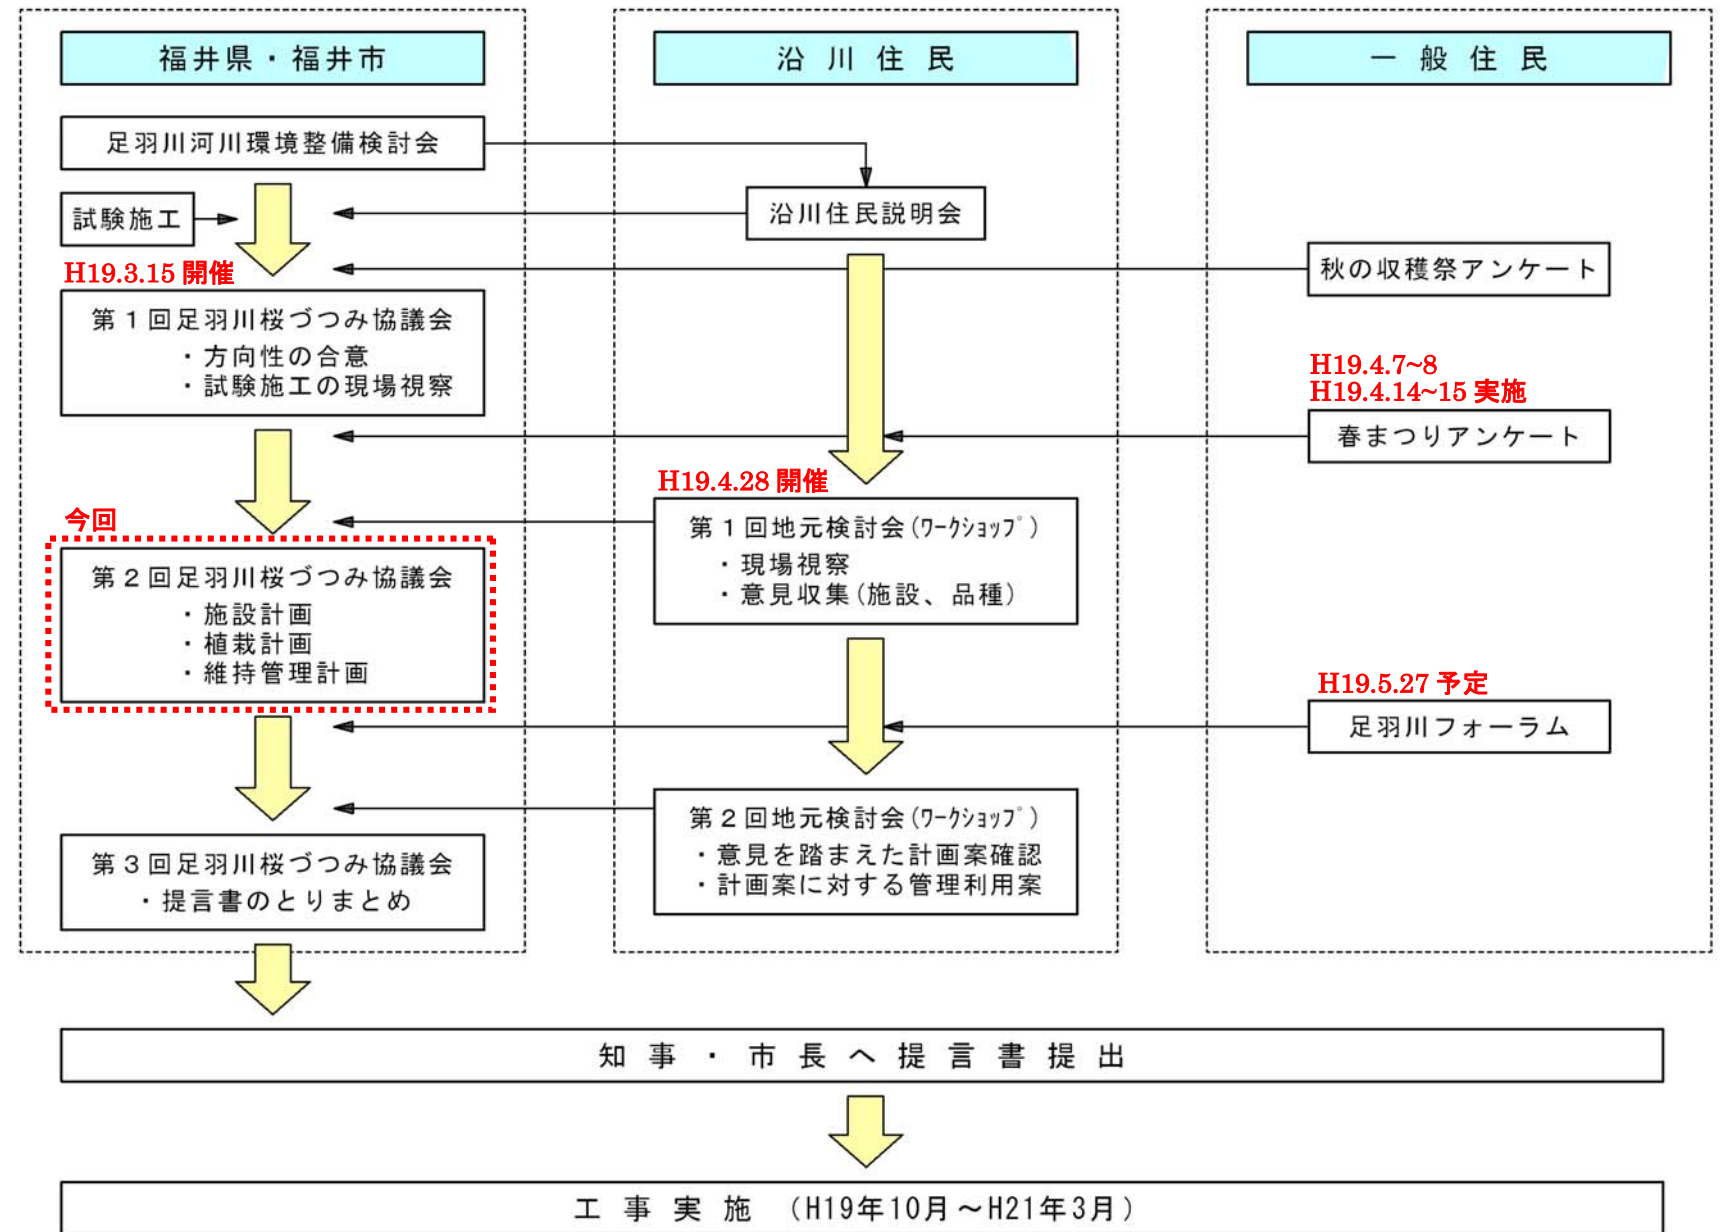 福井県・福井市
沿川住民
一般住民
足羽川河川環境整備検討会
試験施工
沿川住民説明会
秋の収穫祭アンケート
H19.3.15 開催
第1回足羽川桜づつみ協議会
・方向性の合意
・試験施工の現場視察
H19.4.7~8
H19.4.14~15 実施
春まつりアンケート
H19.4.28 開催
第1回地元検討会(ﾜｰｸｼｮｯﾌﾟ)
・現場視察
・意見収集(施設、品種)
今回
第2回足羽川桜づつみ協議会
・施設計画
・植栽計画
・維持管理計画
H19.5.27 予定
足羽川フォーラム
第2回地元検討会(ﾜｰｸｼｮｯﾌﾟ)
・意見を踏まえた計画案確認
・計画案に対する管理利用案
第3回足羽川桜づつみ協議会
・提言書のとりまとめ
知事・市長へ提言書提出
工事実施 (H19年10月～H21年3月)